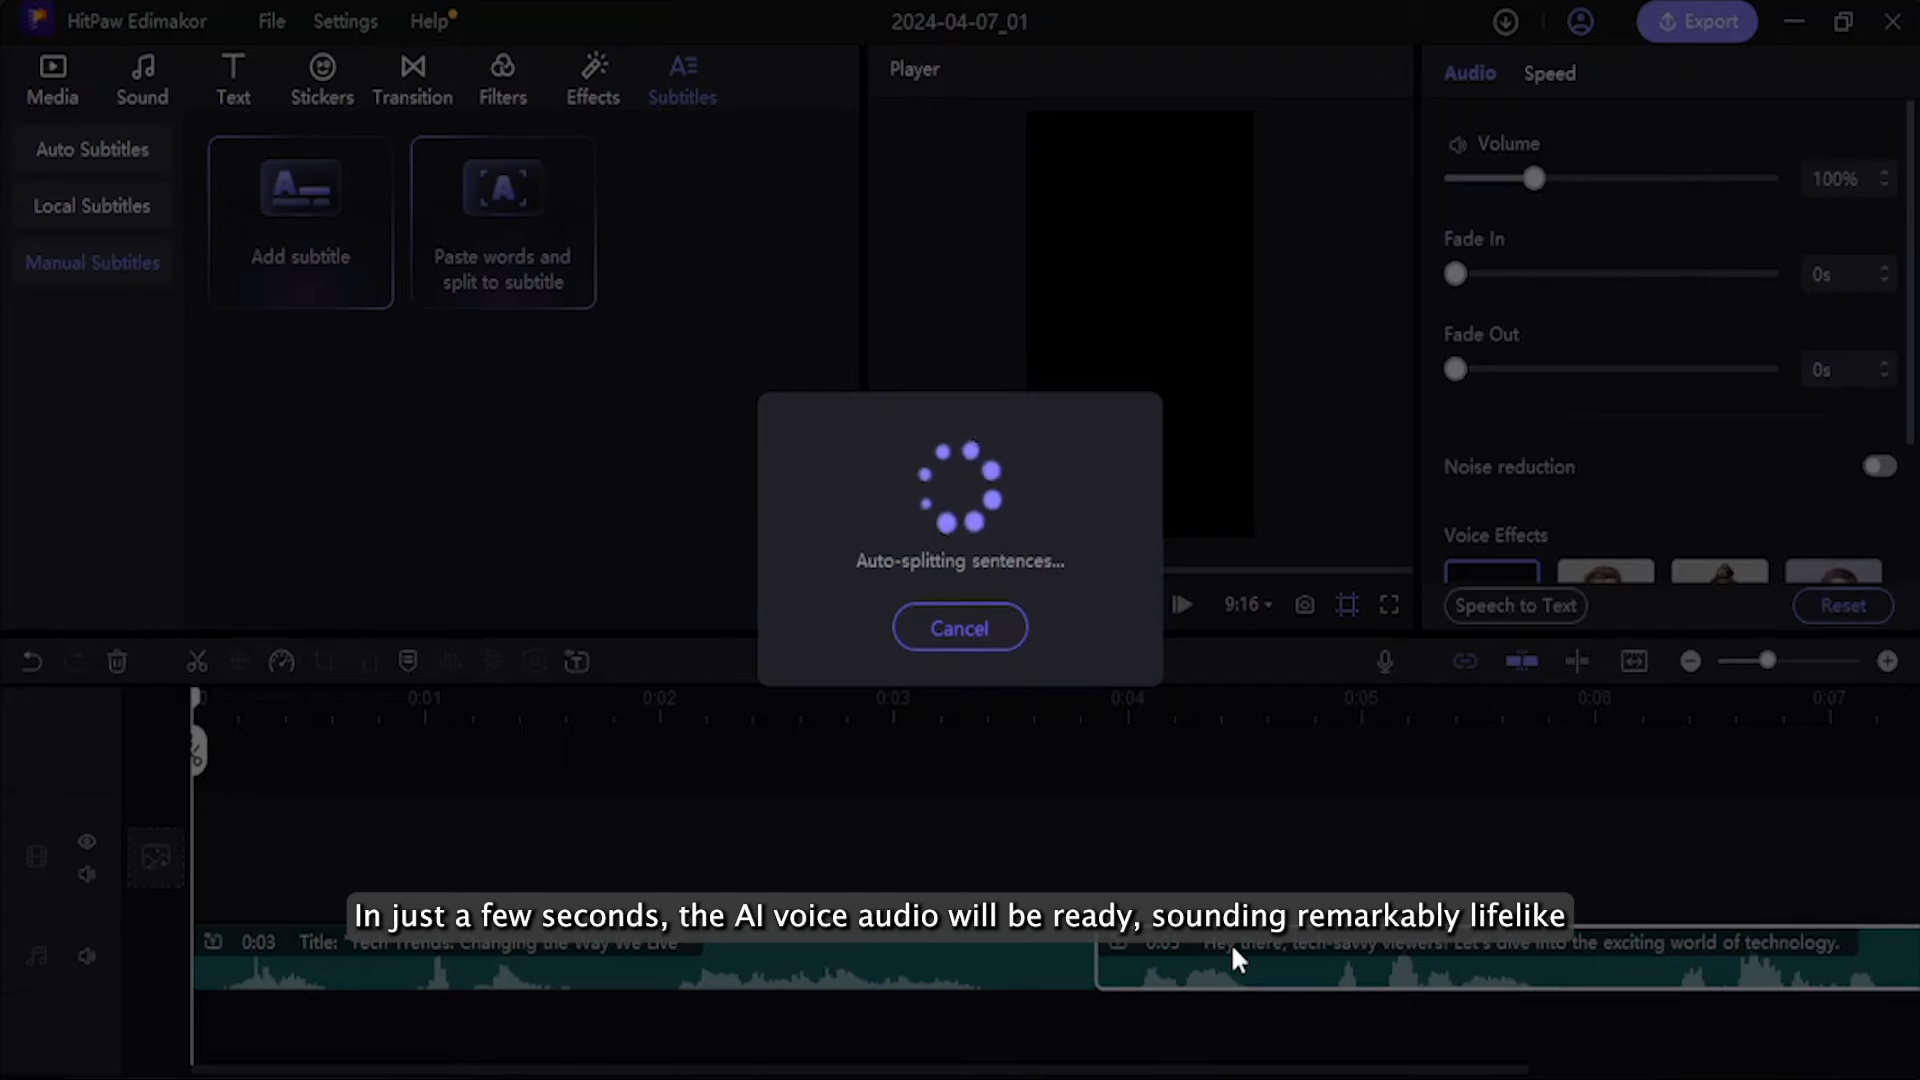 HitPaw Edimakor
File
Settings
Help
2024-04-07_01
Export
Media
Sound
Text
Stickers
Transition
Filters
Effects
Subtitles
Player
Audio
Speed
Auto Subtitles
Local Subtitles
Manual Subtitles
Add subtitle
Paste words and
split to subtitle
Volume
100%
Fade In
0s
Fade Out
0s
Noise reduction
Voice Effects
Auto-splitting sentences...
Cancel
9:16
Speech to Text
Reset
0:01
0:02
0:03
0:04
0:05
0:06
0:07
In just a few seconds, the AI voice audio will be ready, sounding remarkably lifelike
0:03 Title: "Tech Trends: Changing the Way We Live"
Hey there, tech-savvy viewers! Let's dive into the exciting world of technology.